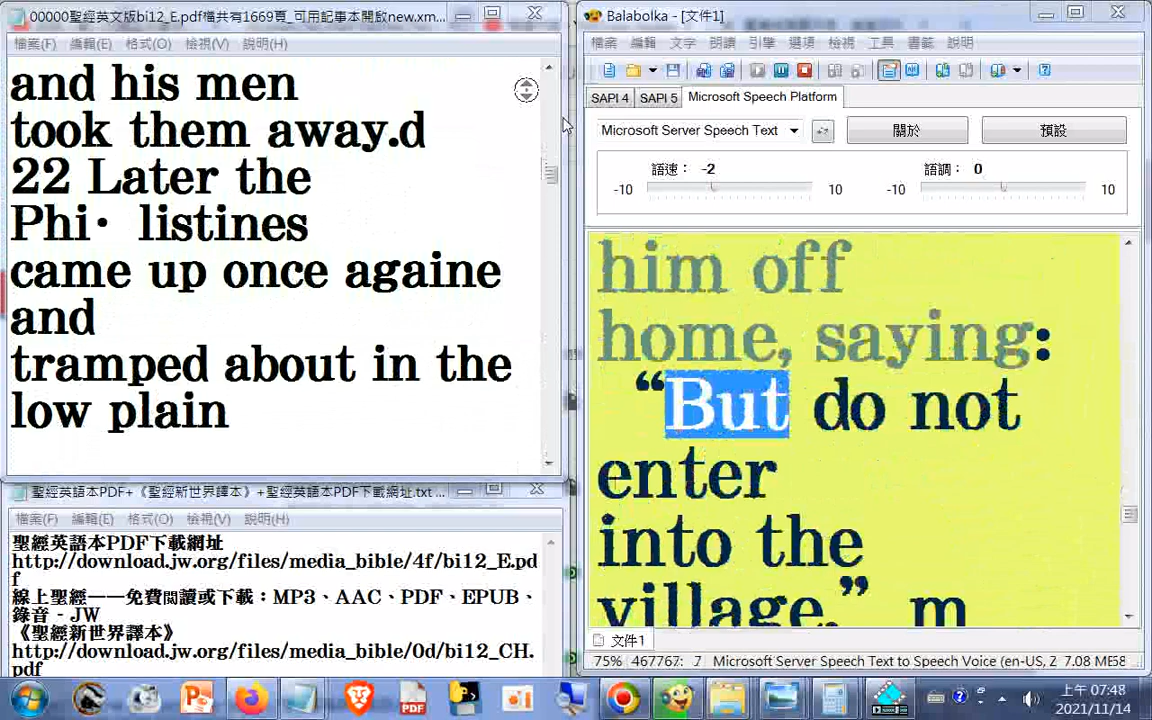 00000聖經英文版bi12_E.pdf檔共有1669頁_可用記事本開啟new.xm...
檔案(F) 編輯(E) 格式(O) 檢視(V) 說明(H)
and his men
took them away.d
22 Later the
Phi· listines
came up once againe
and
tramped about in the
low plain
聖經英語本PDF+《聖經新世界譯本》+聖經英語本PDF下載網址.txt ...
檔案(F) 編輯(E) 格式(O) 檢視(V) 說明(H)
聖經英語本PDF下載網址
http://download.jw.org/files/media_bible/4f/bi12_E.pd
f
線上聖經——免費閱讀或下載：MP3、AAC、PDF、EPUB、
錄音 - JW
《聖經新世界譯本》
http://download.jw.org/files/media_bible/0d/bi12_CH.
pdf
Balabolka - [文件1]
檔案 編輯 文字 朗讀 引擎 選項 檢視 工具 書籤 說明
SAPI 4 SAPI 5 Microsoft Speech Platform
Microsoft Server Speech Text 關於 預設
語速： -2 語調： 0
-10 10 -10 10
him off
home, saying:
“But do not
enter
into the
village.” m
文件1
75% 467767: 7 Microsoft Server Speech Text to Speech Voice (en-US, Z 7.08 ME58
PDF
上午 07:48
2021/11/14